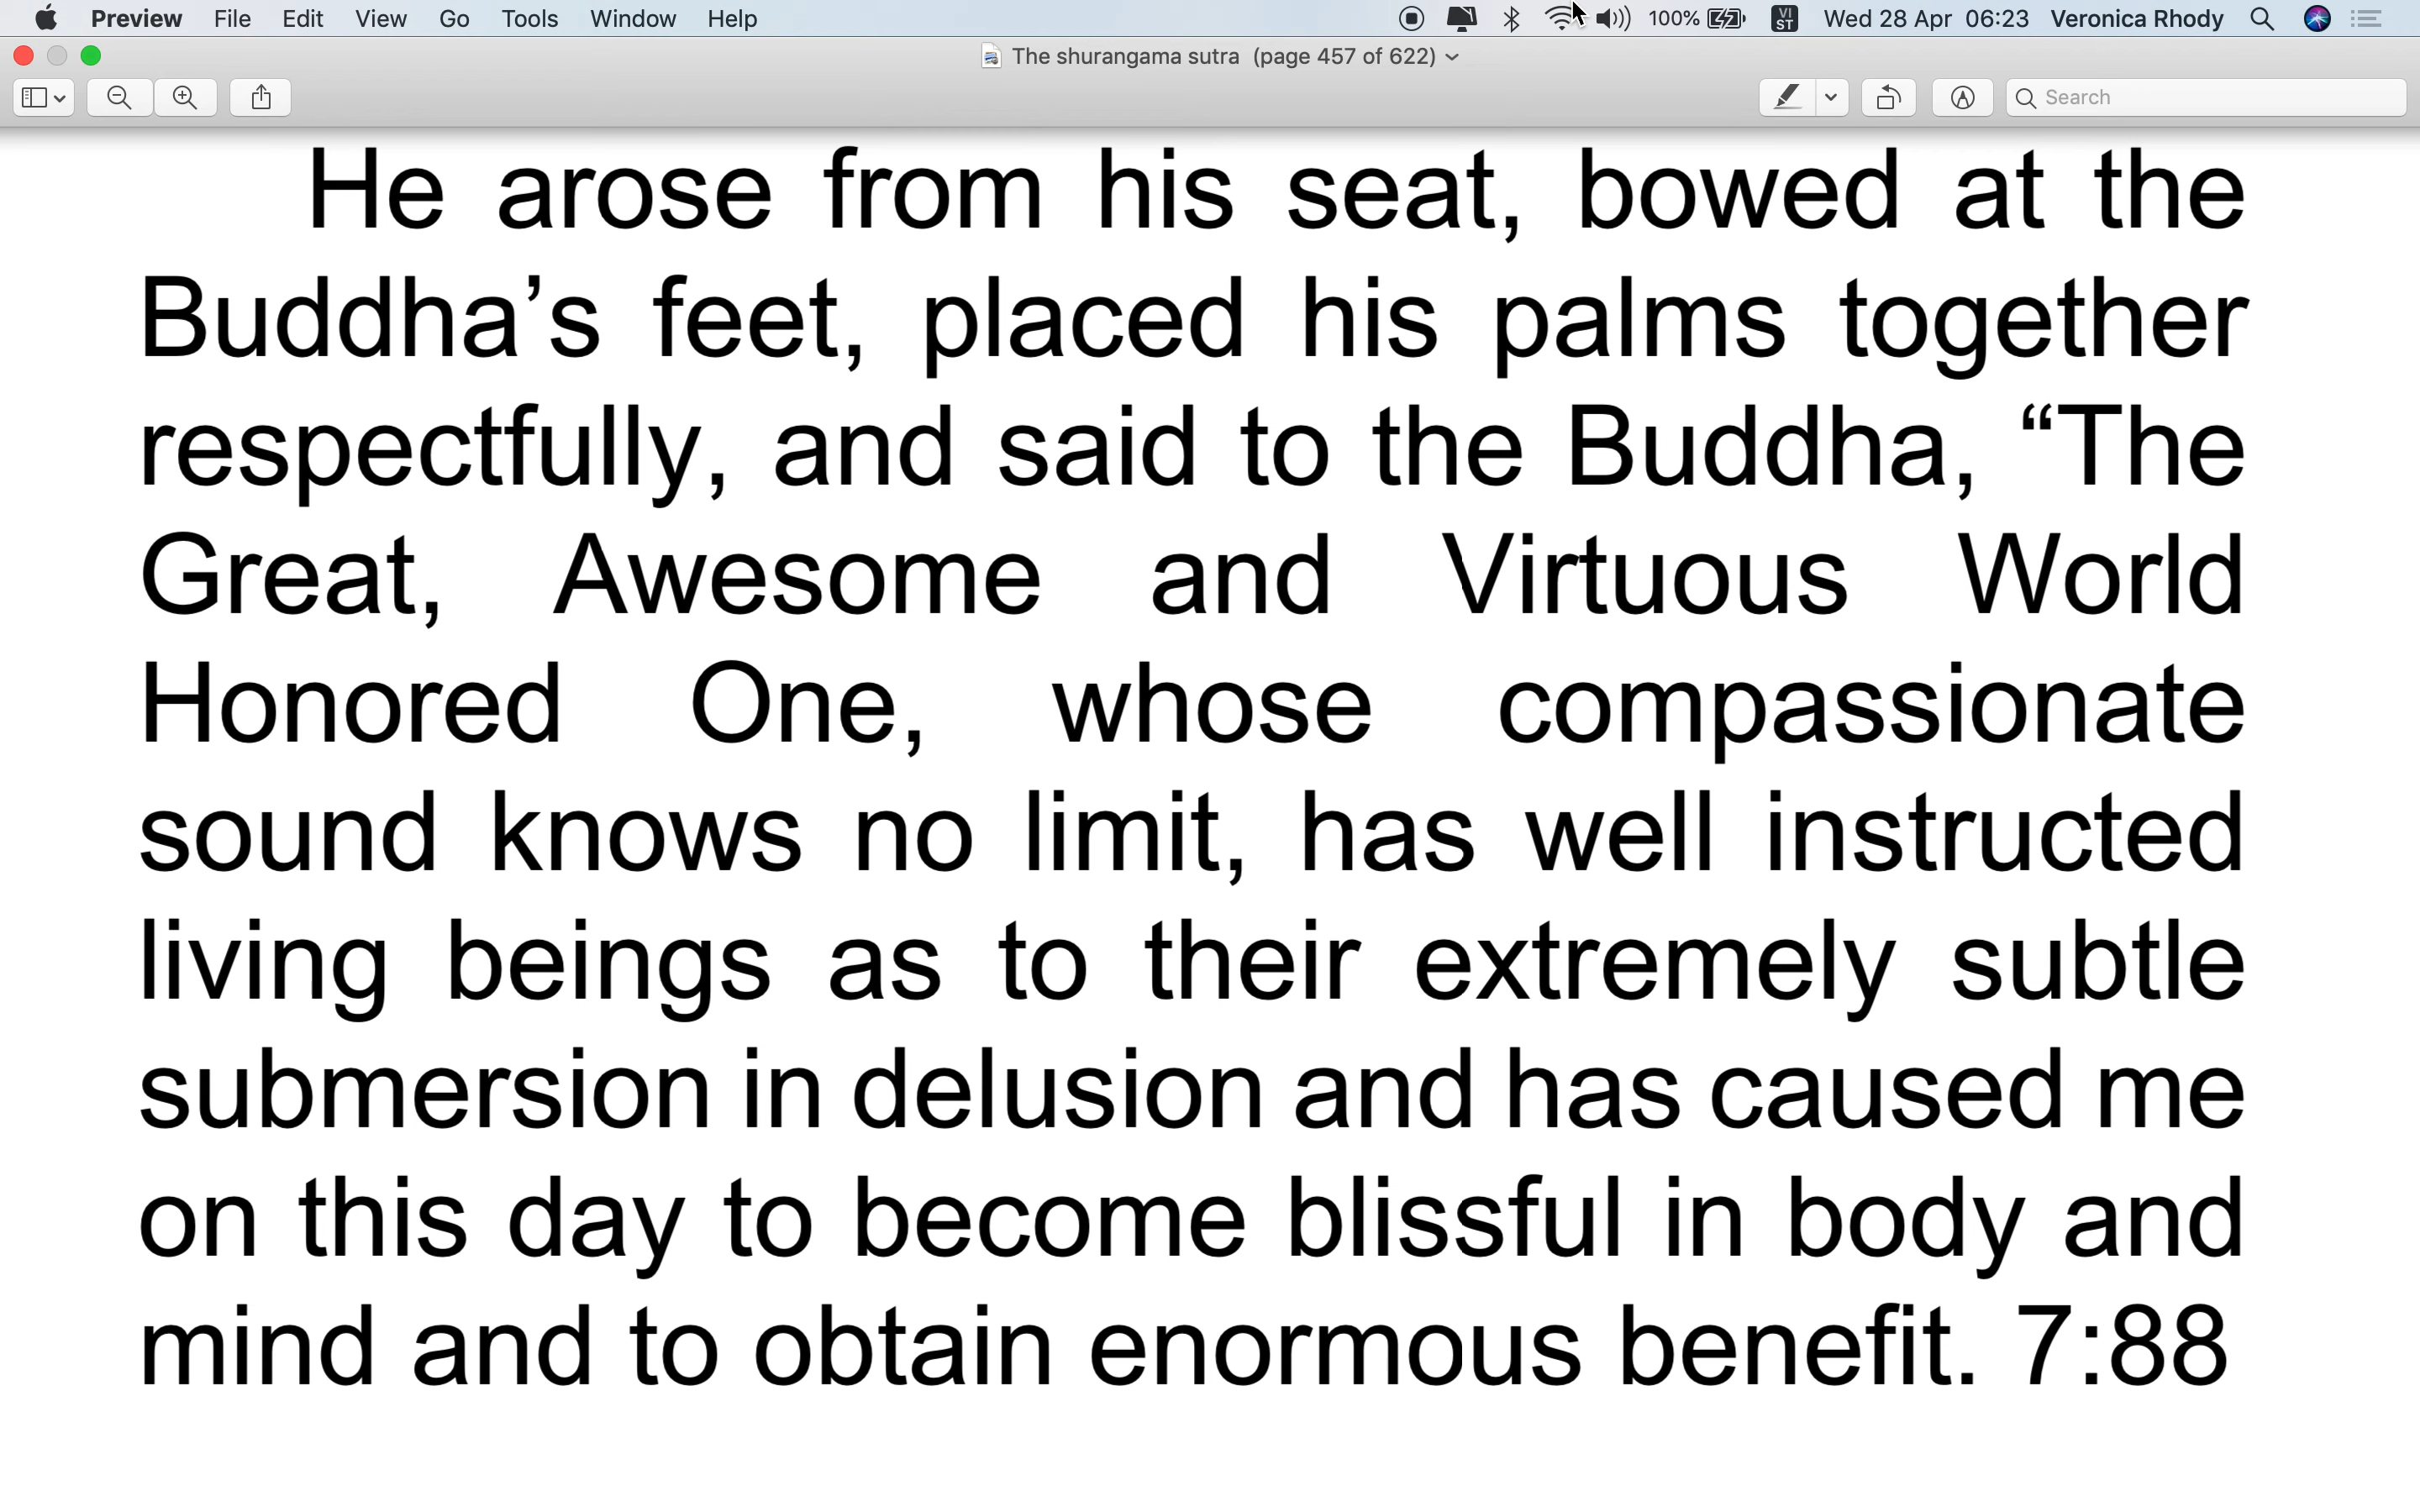 Preview File Edit View Go Tools Window Help 100% VI ST Wed 28 Apr 06:23 Veronica Rhody
The shurangama sutra (page 457 of 622)
Search
He arose from his seat, bowed at the
Buddha’s feet, placed his palms together
respectfully, and said to the Buddha, “The
Great, Awesome and Virtuous World
Honored One, whose compassionate
sound knows no limit, has well instructed
living beings as to their extremely subtle
submersion in delusion and has caused me
on this day to become blissful in body and
mind and to obtain enormous benefit. 7:88